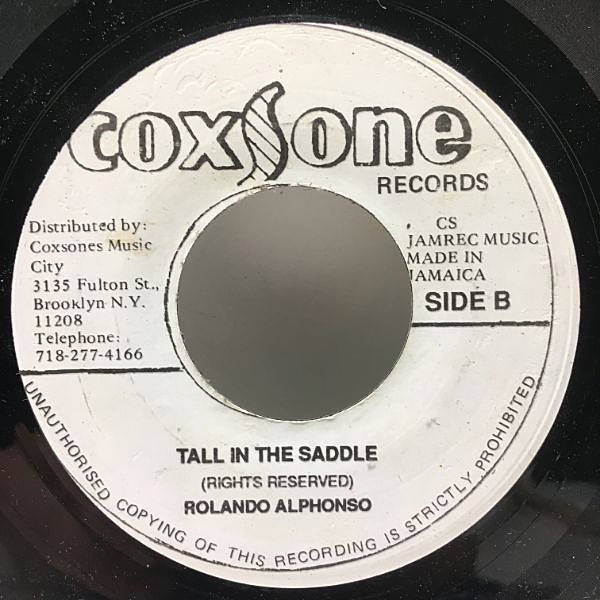 coxsone
RECORDS
Distributed by:
Coxsones Music
City
3135 Fulton St.,
Brooklyn N.Y.
11208
Telephone:
718-277-4166
CS
JAMREC MUSIC
MADE IN
JAMAICA
SIDE B
TALL IN THE SADDLE
(RIGHTS RESERVED)
ROLANDO ALPHONSO
UNAUTHORISED COPYING OF THIS RECORDING IS STRICTLY PROHIBITED